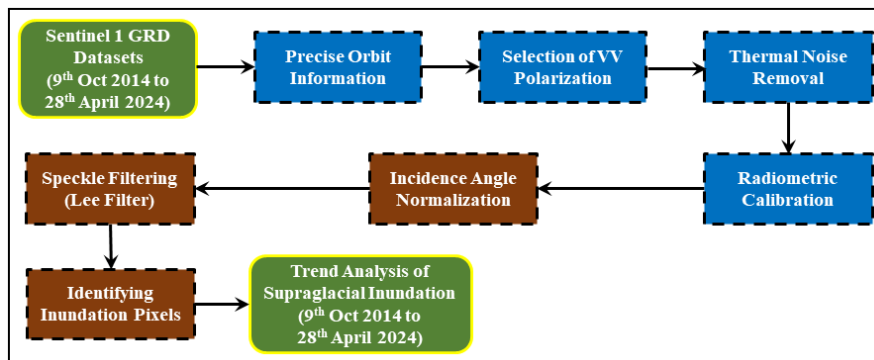 Sentinel 1 GRD
Datasets
(9th Oct 2014 to
28th April 2024)
Precise Orbit
Information
Selection of VV
Polarization
Thermal Noise
Removal
Radiometric
Calibration
Incidence Angle
Normalization
Speckle Filtering
(Lee Filter)
Identifying
Inundation Pixels
Trend Analysis of
Supraglacial Inundation
(9th Oct 2014 to
28th April 2024)